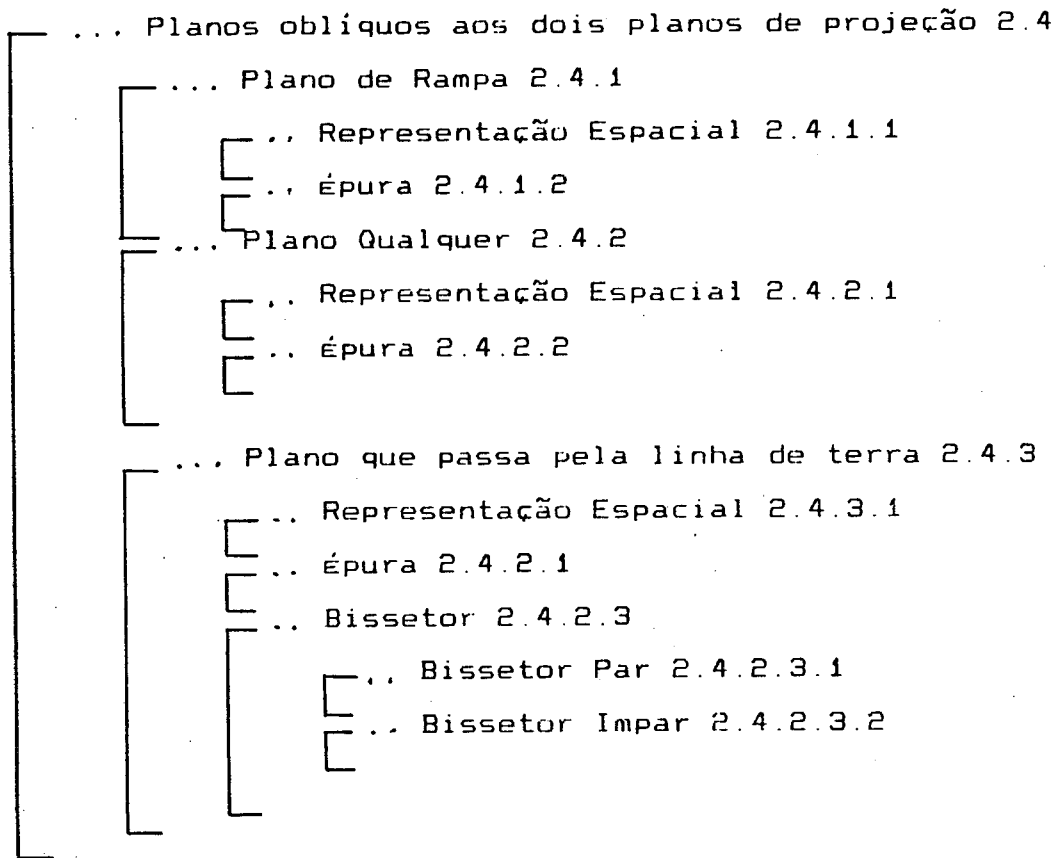 ... Planos oblíquos aos dois planos de projeção 2.4
... Plano de Rampa 2.4.1
.. Representação Espacial 2.4.1.1
.. Épura 2.4.1.2
... Plano Qualquer 2.4.2
.. Representação Espacial 2.4.2.1
.. Épura 2.4.2.2
... Plano que passa pela linha de terra 2.4.3
.. Representação Espacial 2.4.3.1
.. Épura 2.4.2.1
.. Bissetor 2.4.2.3
.. Bissetor Par 2.4.2.3.1
.. Bissetor Impar 2.4.2.3.2